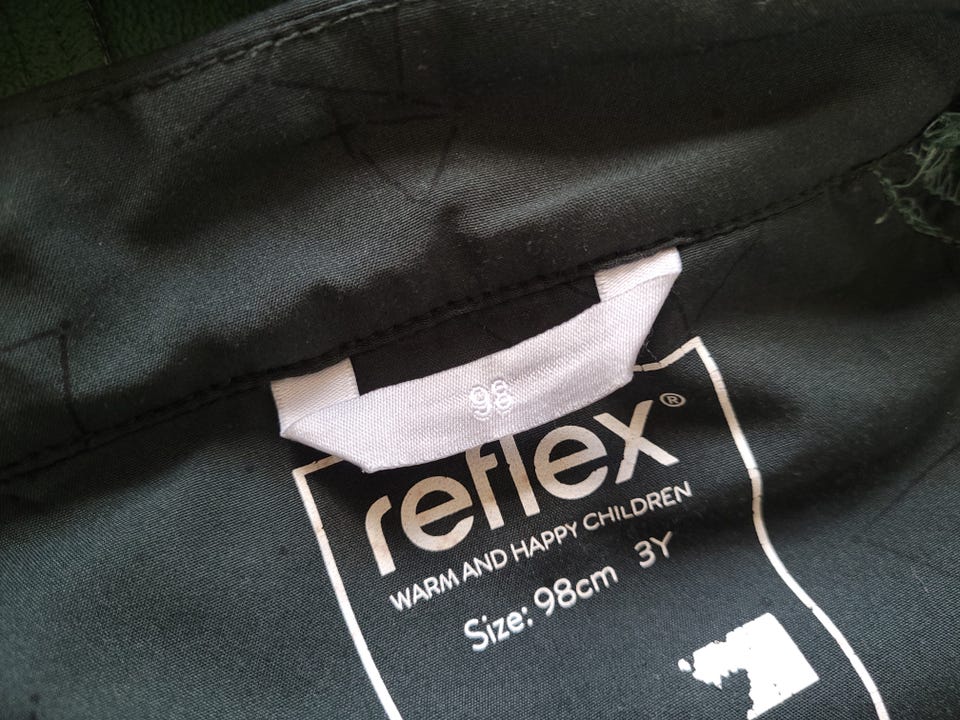 98
reflex®
WARM AND HAPPY CHILDREN
Size: 98cm 3Y